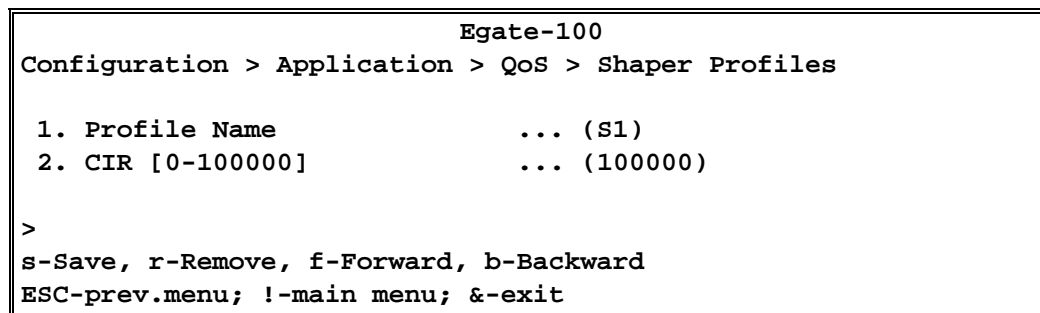 Egate-100
Configuration > Application > QoS > Shaper Profiles
1. Profile Name ... (S1)
2. CIR [0-100000] ... (100000)
>
s-Save, r-Remove, f-Forward, b-Backward
ESC-prev.menu; !-main menu; &-exit